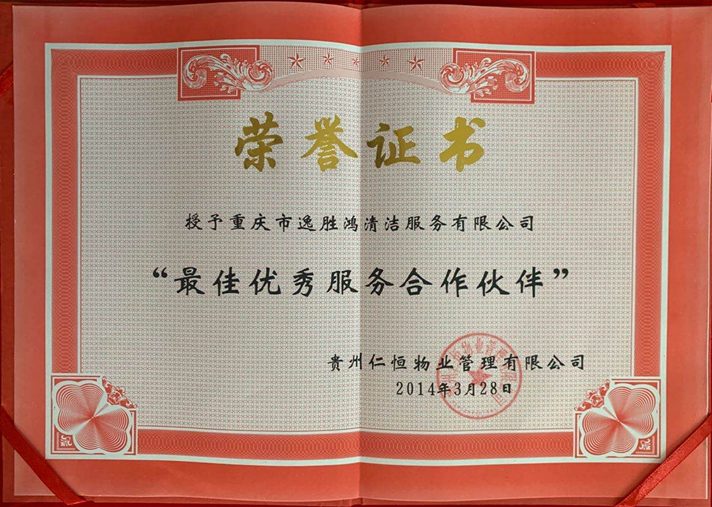 荣誉证书
授予重庆市逸胜鸿清洁服务有限公司
“最佳优秀服务合作伙伴”
贵州仁恒物业管理有限公司
2014年3月28日